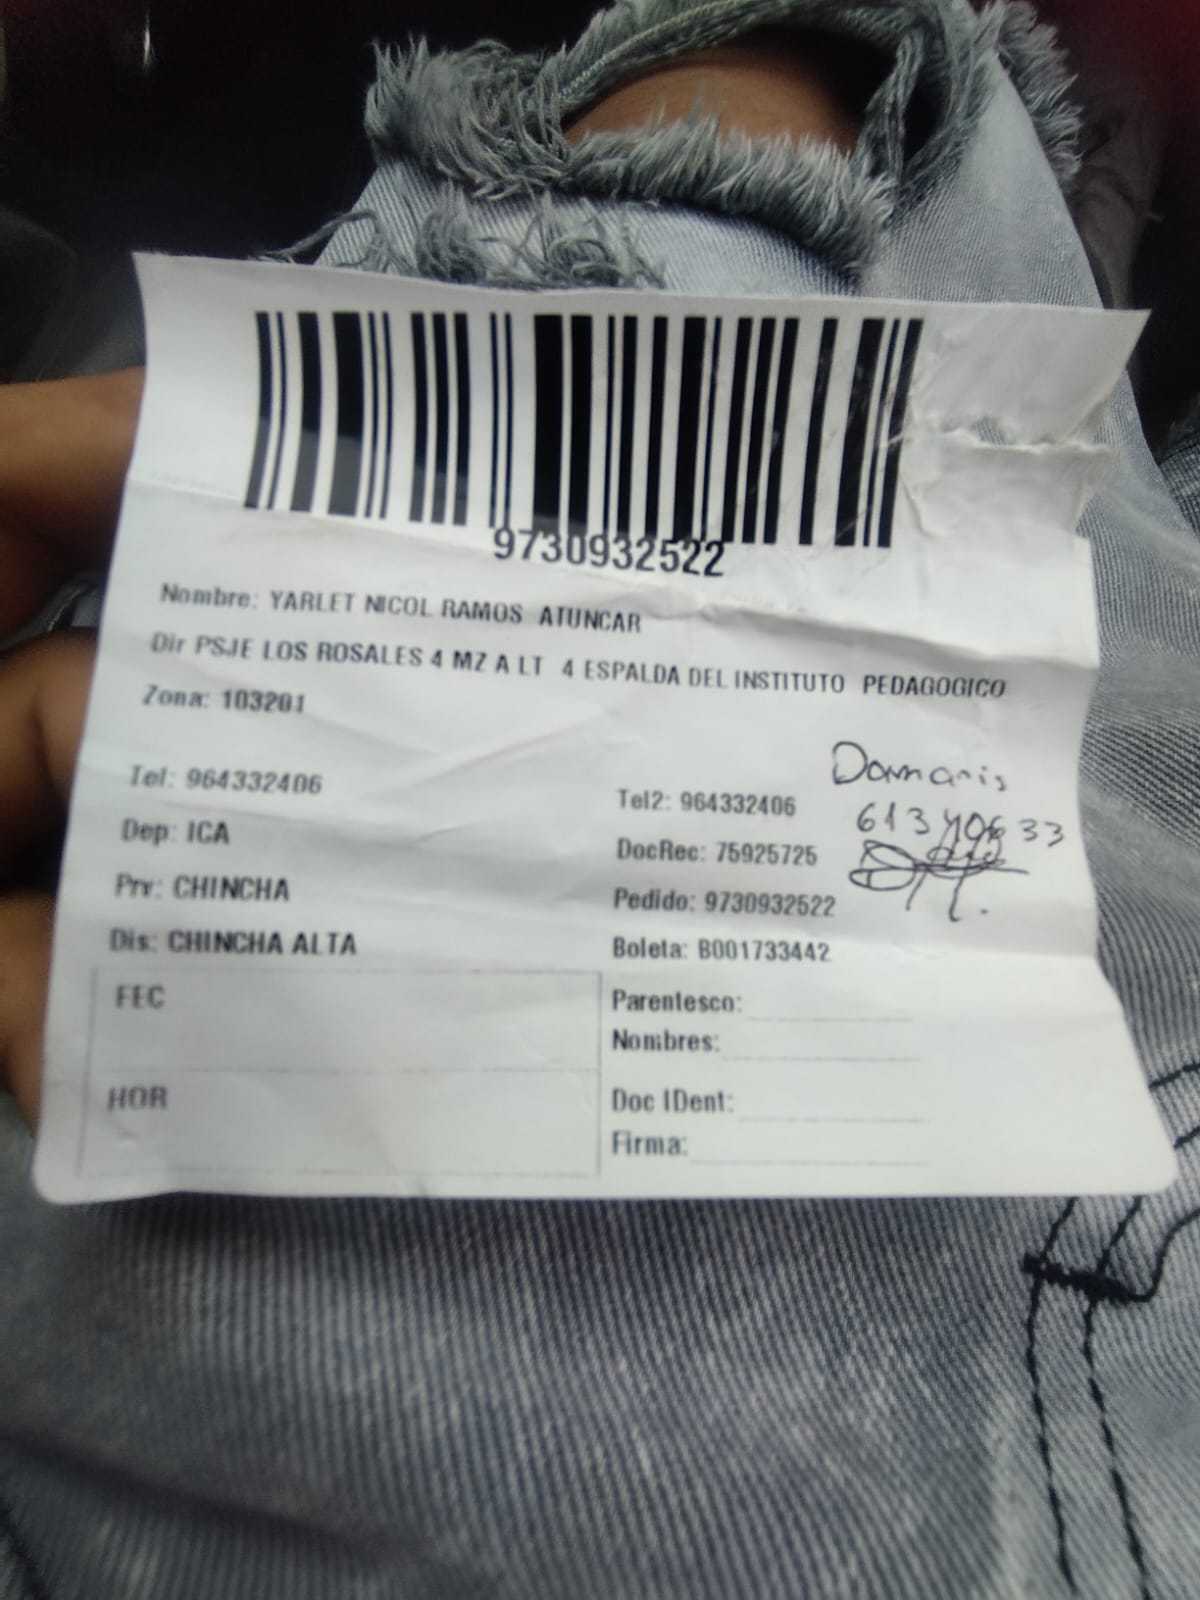 9730932522
Nombre: YARLET NICOL RAMOS ATUNCAR
Dir PSJE LOS ROSALES 4 MZ A LT 4 ESPALDA DEL INSTITUTO PEDAGOGICO
Zona: 103201
Tel: 964332406
Tel2: 964332406
Dep: ICA
DocRec: 75925725
Prv: CHINCHA
Pedido: 9730932522
Dis: CHINCHA ALTA
Boleta: B001733442
Damaris
FEC
HOR
Parentesco:
Nombres:
Doc IDent:
Firma: